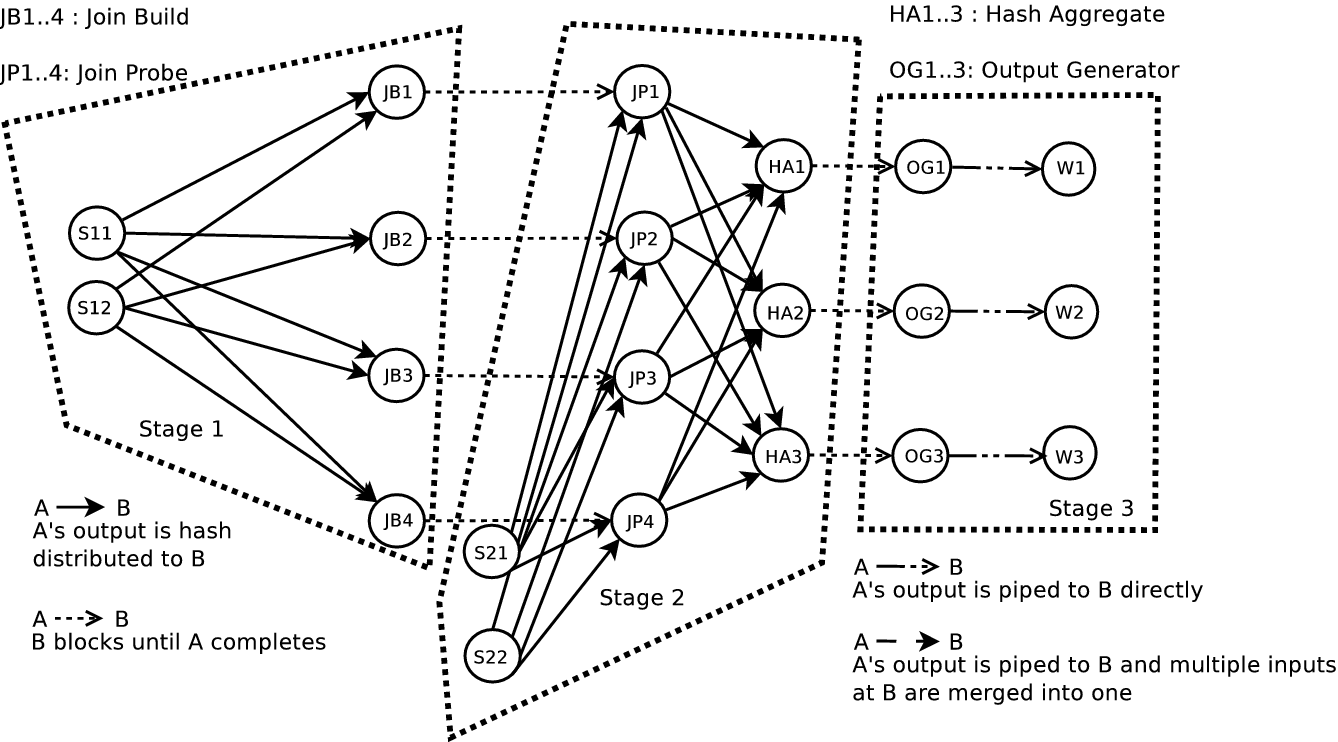 JB1..4 : Join Build
JP1..4: Join Probe
HA1..3 : Hash Aggregate
OG1..3: Output Generator
JB1
JP1
S11
JB2
JP2
S12
JB3
JP3
JB4
JP4
S21
S22
HA1
OG1
W1
HA2
OG2
W2
HA3
OG3
W3
Stage 1
Stage 2
Stage 3
A B
A's output is hash
distributed to B
A B
B blocks until A completes
A B
A's output is piped to B directly
A B
A's output is piped to B and multiple inputs
at B are merged into one